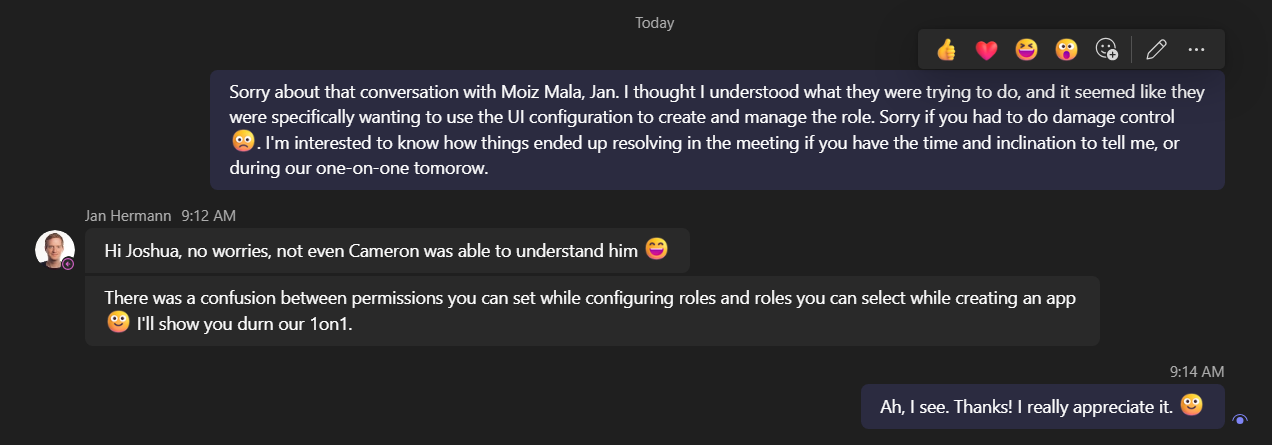 Today
Sorry about that conversation with Moiz Mala, Jan. I thought I understood what they were trying to do, and it seemed like they
were specifically wanting to use the UI configuration to create and manage the role. Sorry if you had to do damage control
🙁. I'm interested to know how things ended up resolving in the meeting if you have the time and inclination to tell me, or
during our one-on-one tomorow.
Jan Hermann 9:12 AM
Hi Joshua, no worries, not even Cameron was able to understand him 😄
There was a confusion between permissions you can set while configuring roles and roles you can select while creating an app
🙂 I'll show you durn our 1on1.
9:14 AM
Ah, I see. Thanks! I really appreciate it. 🙂